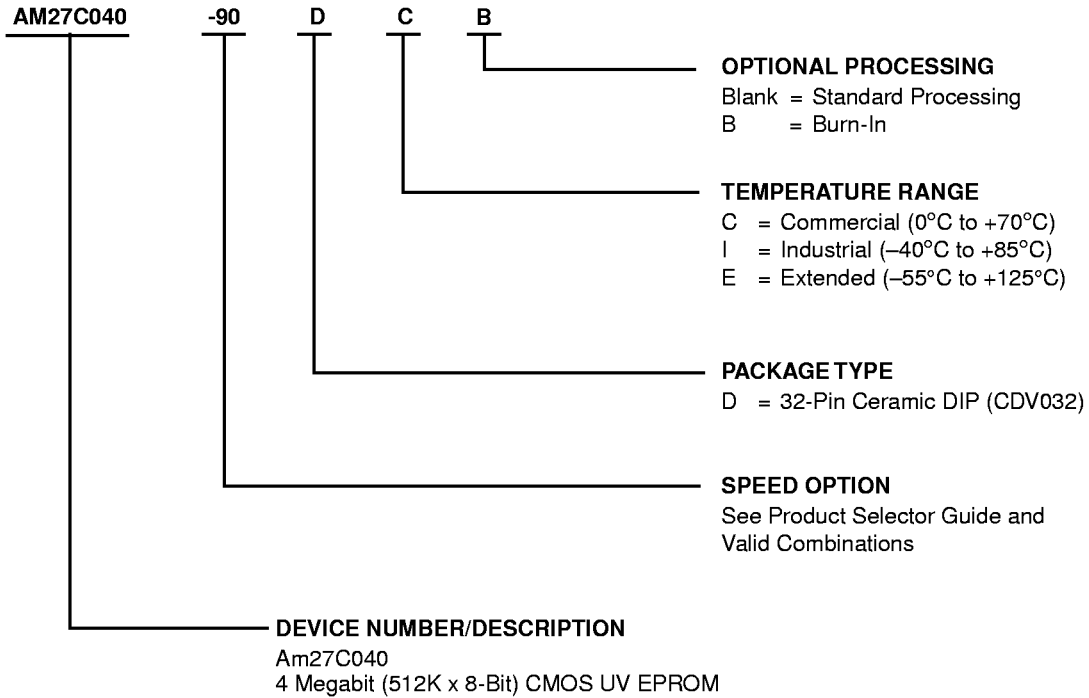 AM27C040 -90 D C B
OPTIONAL PROCESSING
Blank = Standard Processing
B = Burn-In
TEMPERATURE RANGE
C = Commercial (0°C to +70°C)
I = Industrial (–40°C to +85°C)
E = Extended (–55°C to +125°C)
PACKAGE TYPE
D = 32-Pin Ceramic DIP (CDV032)
SPEED OPTION
See Product Selector Guide and
Valid Combinations
DEVICE NUMBER/DESCRIPTION
Am27C040
4 Megabit (512K x 8-Bit) CMOS UV EPROM